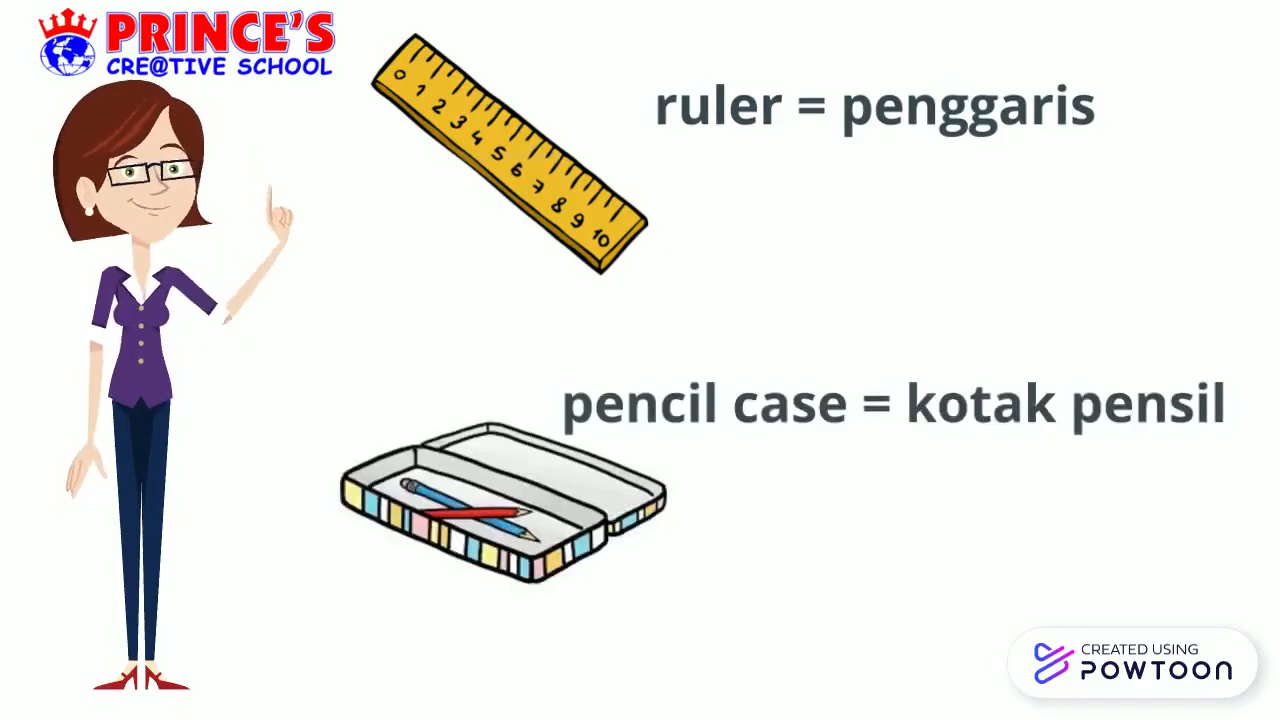 PRINCE'S
CRE@TIVE SCHOOL
0 1 2 3 4 5 6 7 8 9 10
ruler = penggaris
pencil case = kotak pensil
CREATED USING
POWTOON